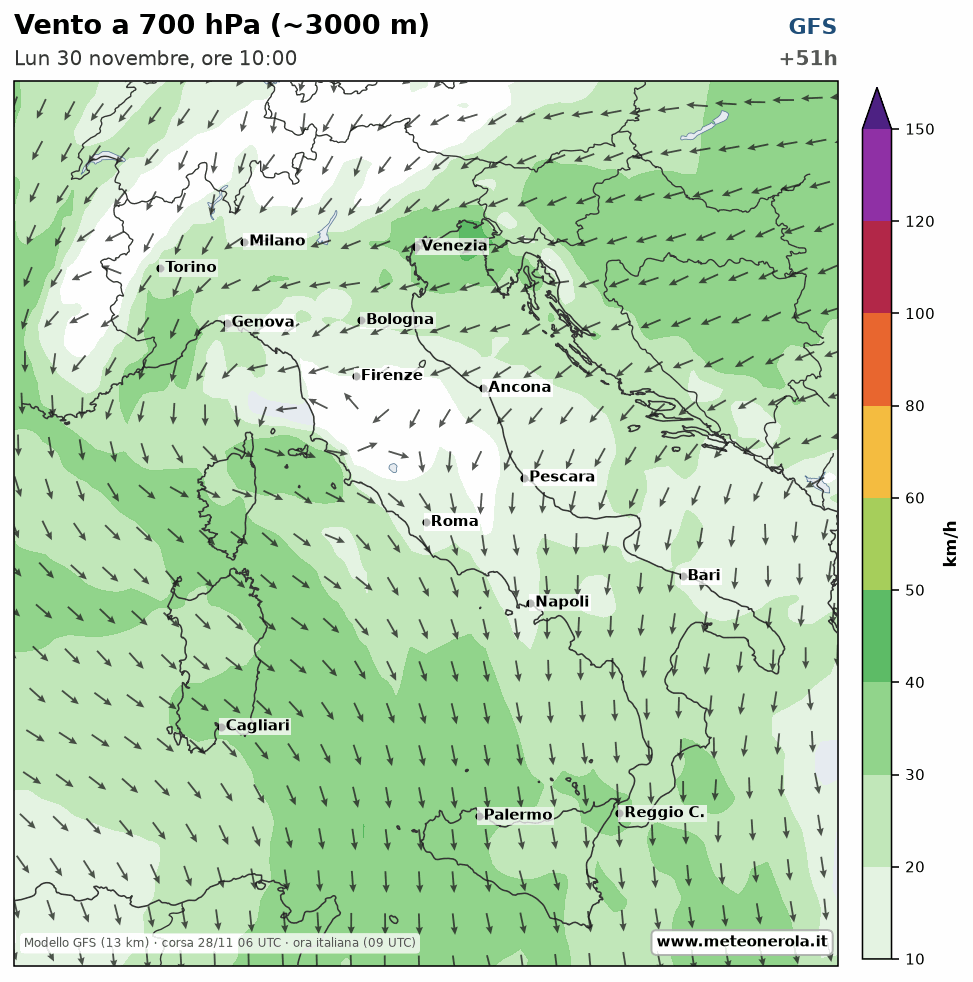 Vento a 700 hPa (~3000 m)
GFS
Lun 30 novembre, ore 10:00
+51h
150
120
100
80
60
50
40
30
20
10
km/h
Milano
Venezia
Torino
Genova
Bologna
Firenze
Ancona
Pescara
Roma
Bari
Napoli
Cagliari
Palermo
Reggio C.
Modello GFS (13 km) · corsa 28/11 06 UTC · ora italiana (09 UTC)
www.meteonerola.it